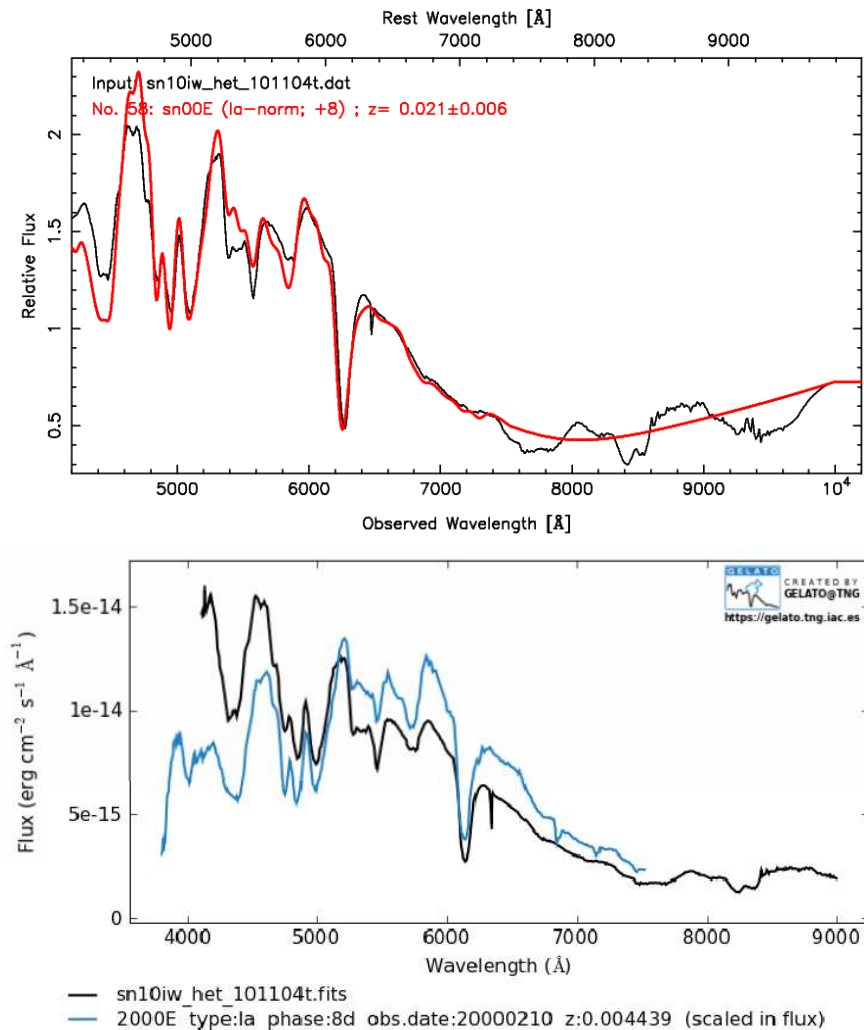 Rest Wavelength [Å]
5000 6000 7000 8000 9000
Input: sn10iw_het_101104t.dat
No. 58: sn00E (Ia-norm; +8) ; z= 0.021±0.006
Relative Flux
2
1.5
1
0.5
5000 6000 7000 8000 9000 10⁴
Observed Wavelength [Å]
GELATO
CREATED BY
GELATO@TNG
https://gelato.tng.iac.es
Flux (erg cm⁻² s⁻¹ Å⁻¹)
1.5e-14
1e-14
5e-15
0
4000 5000 6000 7000 8000 9000
Wavelength (Å)
sn10iw_het_101104t.fits
2000E type:Ia phase:8d obs.date:20000210 z:0.004439 (scaled in flux)